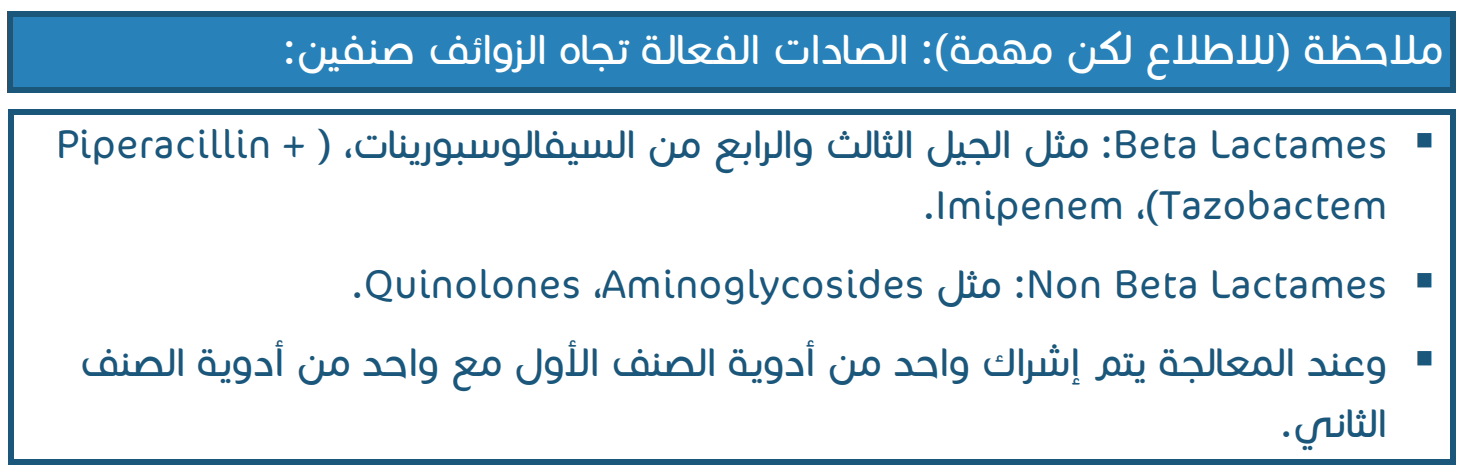 ملاحظة (للاطلاع لكن مهمة): الصادات الفعالة تجاه الزوائف صنفين:
▪ Beta Lactames: مثل الجيل الثالث والرابع من السيفالوسبورينات، ( Piperacillin +
Tazobactem)، Imipenem.
▪ Non Beta Lactames: مثل Aminoglycosides، Quinolones.
▪ وعند المعالجة يتم إشراك واحد من أدوية الصنف الأول مع واحد من أدوية الصنف
الثاني.